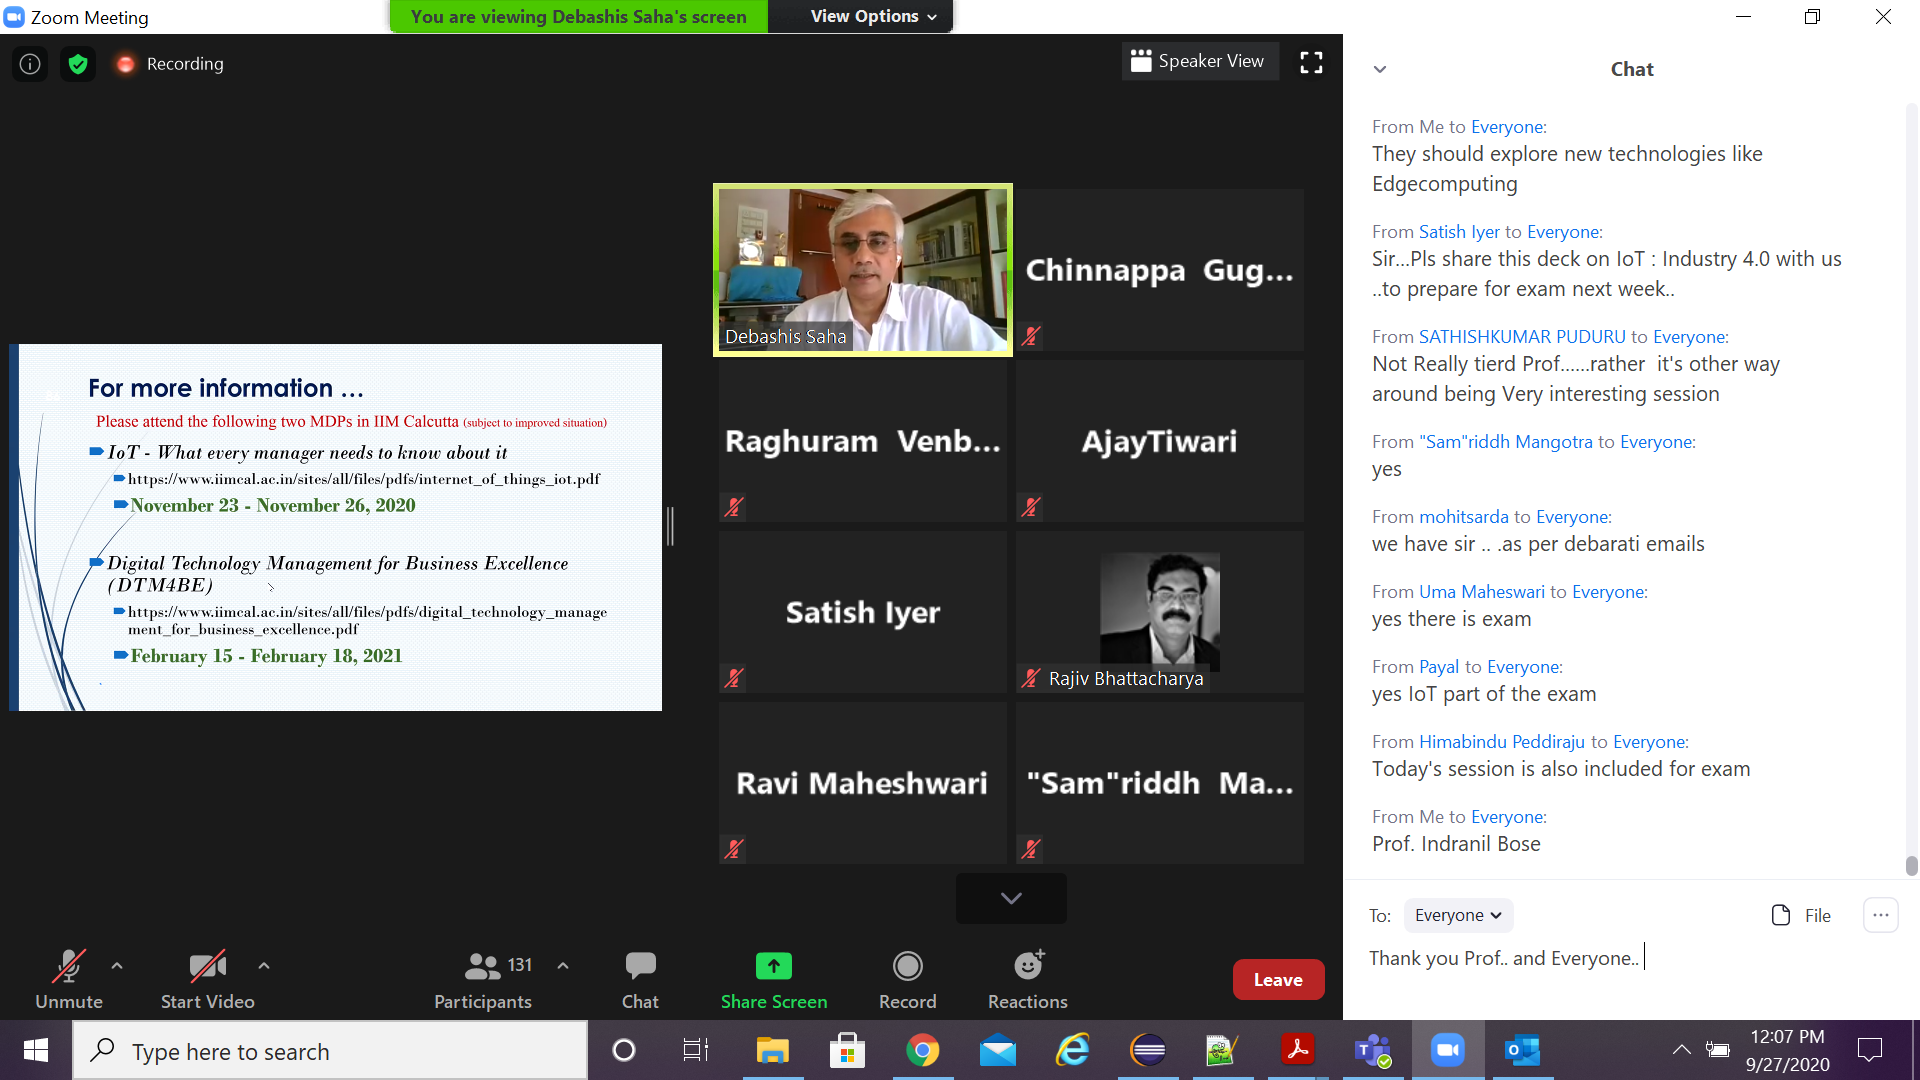 Zoom Meeting
You are viewing Debashis Saha's screen
View Options
Recording
Speaker View
For more information …
Please attend the following two MDPs in IIM Calcutta (subject to improved situation)
IoT - What every manager needs to know about it
https://www.iimcal.ac.in/sites/all/files/pdfs/internet_of_things_iot.pdf
November 23 - November 26, 2020
Digital Technology Management for Business Excellence
(DTM4BE)
https://www.iimcal.ac.in/sites/all/files/pdfs/digital_technology_manage
ment_for_business_excellence.pdf
February 15 - February 18, 2021
Debashis Saha
Chinnappa Gug...
Raghuram Venb...
AjayTiwari
Satish Iyer
Rajiv Bhattacharya
Ravi Maheshwari
"Sam"riddh Ma...
Chat
From Me to Everyone:
They should explore new technologies like
Edgecomputing
From Satish Iyer to Everyone:
Sir...Pls share this deck on IoT : Industry 4.0 with us
..to prepare for exam next week..
From SATHISHKUMAR PUDURU to Everyone:
Not Really tierd Prof......rather it's other way
around being Very interesting session
From "Sam"riddh Mangotra to Everyone:
yes
From mohitsarda to Everyone:
we have sir .. .as per debarati emails
From Uma Maheswari to Everyone:
yes there is exam
From Payal to Everyone:
yes IoT part of the exam
From Himabindu Peddiraju to Everyone:
Today's session is also included for exam
From Me to Everyone:
Prof. Indranil Bose
To: Everyone
File
Thank you Prof.. and Everyone..
Unmute
Start Video
131
Participants
Chat
Share Screen
Record
Reactions
Leave
Type here to search
12:07 PM
9/27/2020